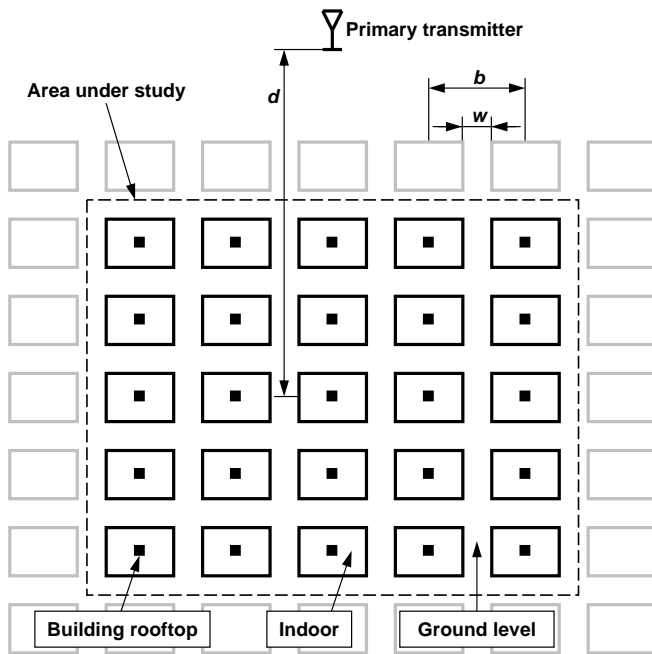 Primary transmitter
Area under study
d
b
w
Building rooftop
Indoor
Ground level